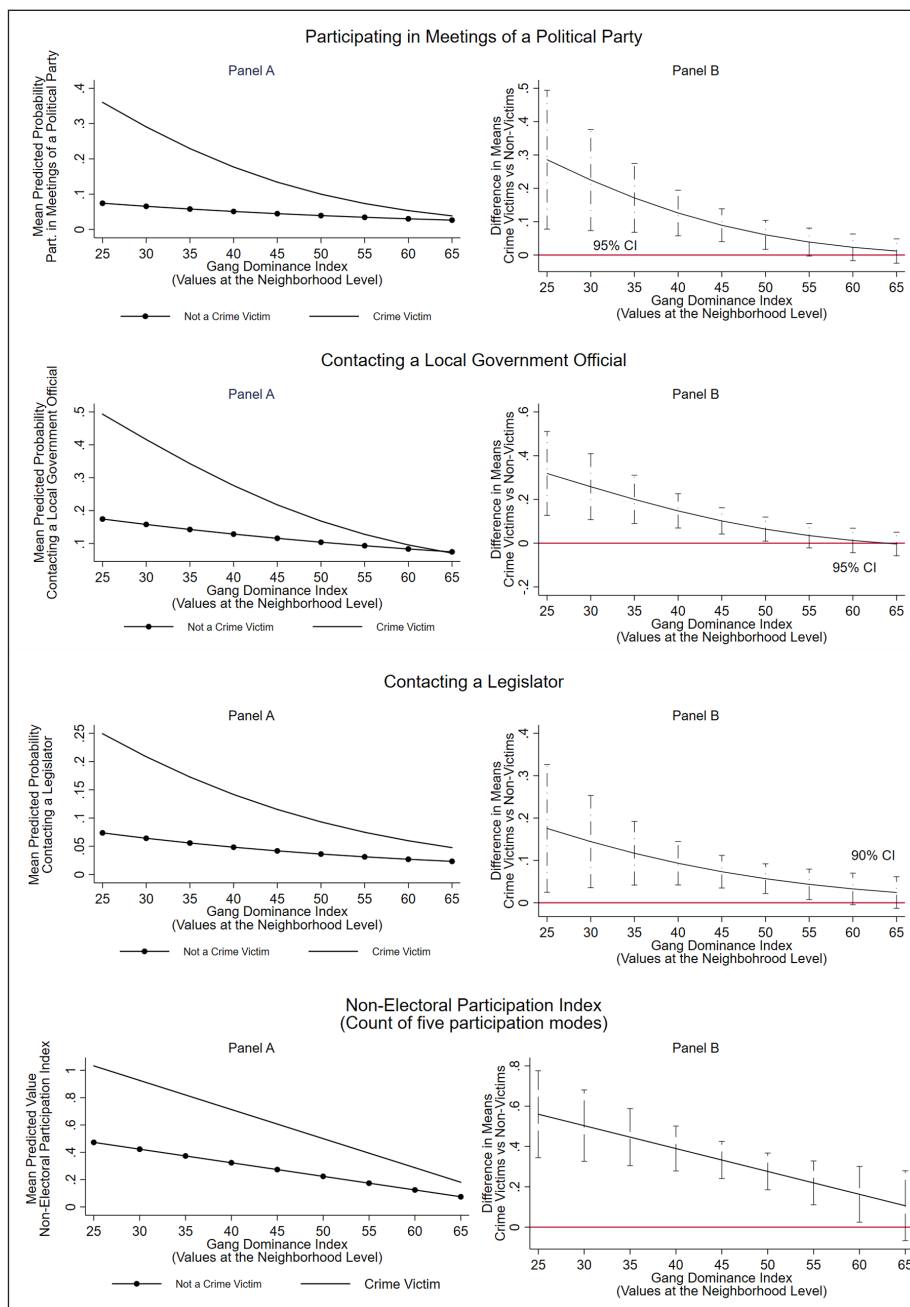 Participating in Meetings of a Political Party
Panel A
Mean Predicted Probability
Part. in Meetings of a Political Party
.4
.3
.2
.1
0
25 30 35 40 45 50 55 60 65
Gang Dominance Index
(Values at the Neighborhood Level)
Not a Crime Victim
Crime Victim
Panel B
Difference in Means
Crime Victims vs Non-Victims
.5
.4
.3
.2
.1
0
95% CI
25 30 35 40 45 50 55 60 65
Gang Dominance Index
(Values at the Neighborhood Level)
Contacting a Local Government Official
Panel A
Mean Predicted Probability
Contacting a Local Government Official
.5
.4
.3
.2
.1
25 30 35 40 45 50 55 60 65
Gang Dominance Index
(Values at the Neighborhood Level)
Not a Crime Victim
Crime Victim
Panel B
Difference in Means
Crime Victims vs Non-Victims
.6
.4
.2
0
-.2
95% CI
25 30 35 40 45 50 55 60 65
Gang Dominance Index
(Values at the Neighborhood Level)
Contacting a Legislator
Panel A
Mean Predicted Probability
Contacting a Legislator
.25
.2
.15
.1
.05
0
25 30 35 40 45 50 55 60 65
Gang Dominance Index
(Values at the Neighborhood Level)
Not a Crime Victim
Crime Victim
Panel B
Difference in Means
Crime Victims vs Non-Victims
.4
.3
.2
.1
0
90% CI
25 30 35 40 45 50 55 60 65
Gang Dominance Index
(Values at the Neighbohrood Level)
Non-Electoral Participation Index
(Count of five participation modes)
Panel A
Mean Predicted Value
Non-Electoral Participation Index
1
.8
.6
.4
.2
0
25 30 35 40 45 50 55 60 65
Gang Dominance Index
(Values at the Neighborhood Level)
Not a Crime Victim
Crime Victim
Panel B
Difference in Means
Crime Victims vs Non-Victims
.8
.6
.4
.2
0
25 30 35 40 45 50 55 60 65
Gang Dominance Index
(Values at the Neighborhood Level)